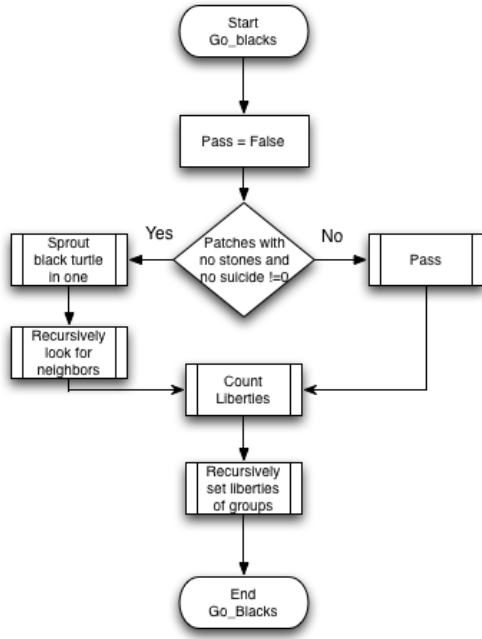 Start
Go_blacks
Pass = False
Yes
Patches with
no stones and
no suicide !=0
No
Sprout
black turtle
in one
Pass
Recursively
look for
neighbors
Count
Liberties
Recursively
set liberties
of groups
End
Go_Blacks